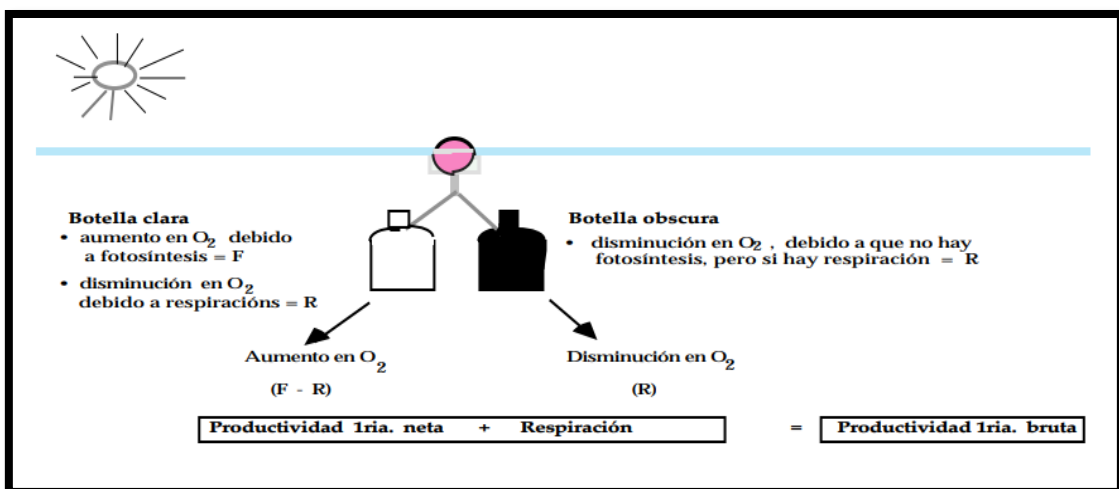 Botella clara
• aumento en O2 debido
a fotosíntesis = F
• disminución en O2
debido a respiracións = R
Botella obscura
• disminución en O2 , debido a que no hay
fotosíntesis, pero si hay respiración = R
Aumento en O2
(F - R)
Disminución en O2
(R)
Productividad 1ria. neta + Respiración = Productividad 1ria. bruta